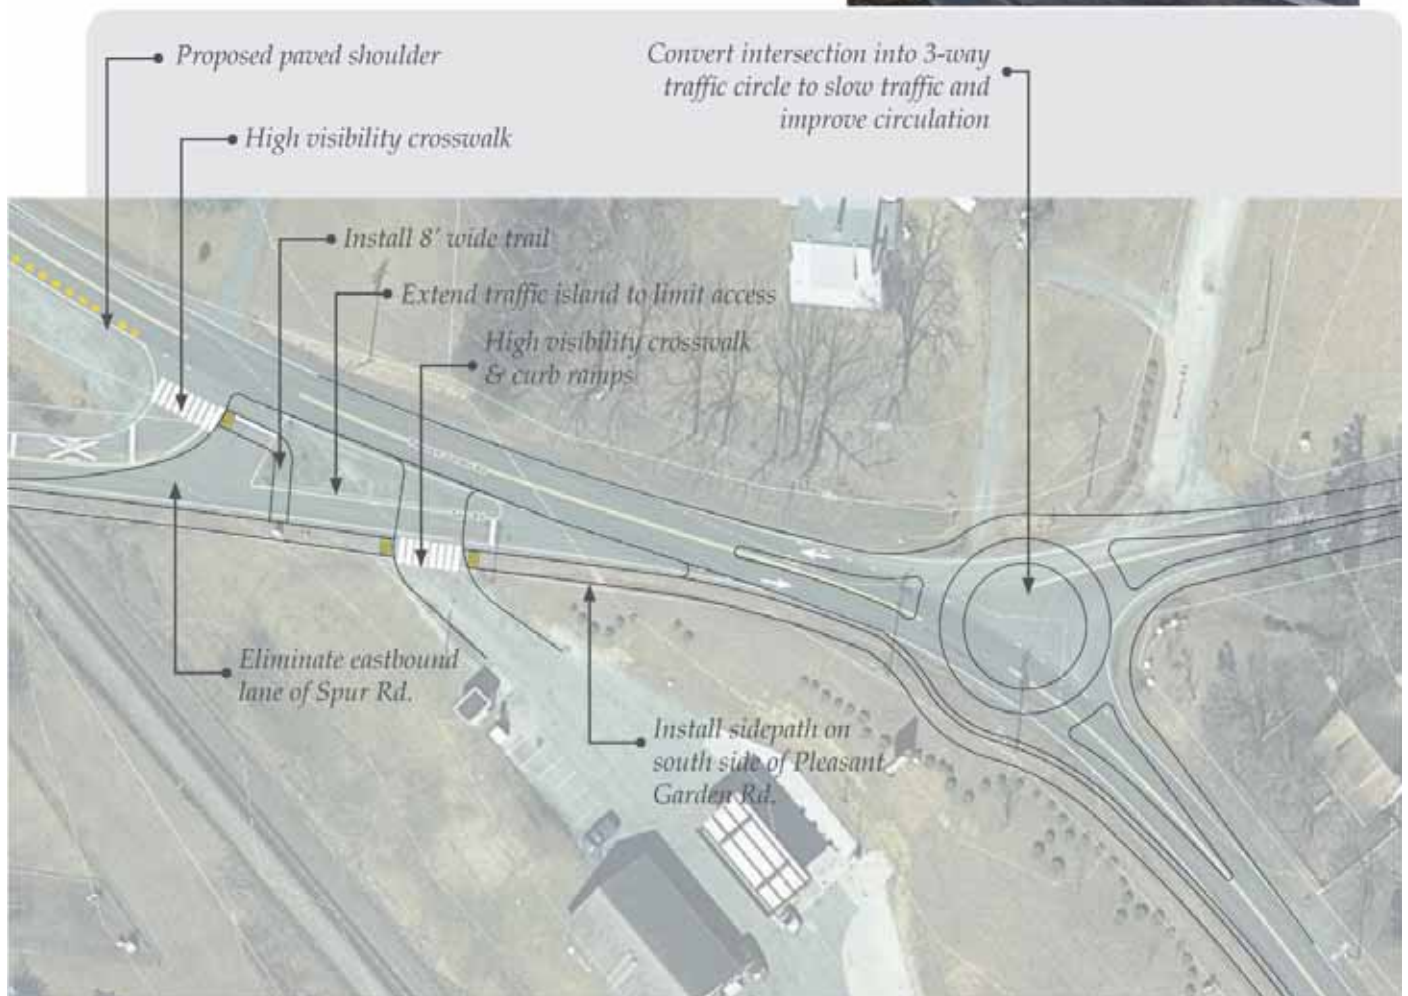 Proposed paved shoulder
Convert intersection into 3-way
traffic circle to slow traffic and
improve circulation
High visibility crosswalk
Install 8' wide trail
Extend traffic island to limit access
High visibility crosswalk
& curb ramps
Eliminate eastbound
lane of Spur Rd.
Install sidepath on
south side of Pleasant
Garden Rd.